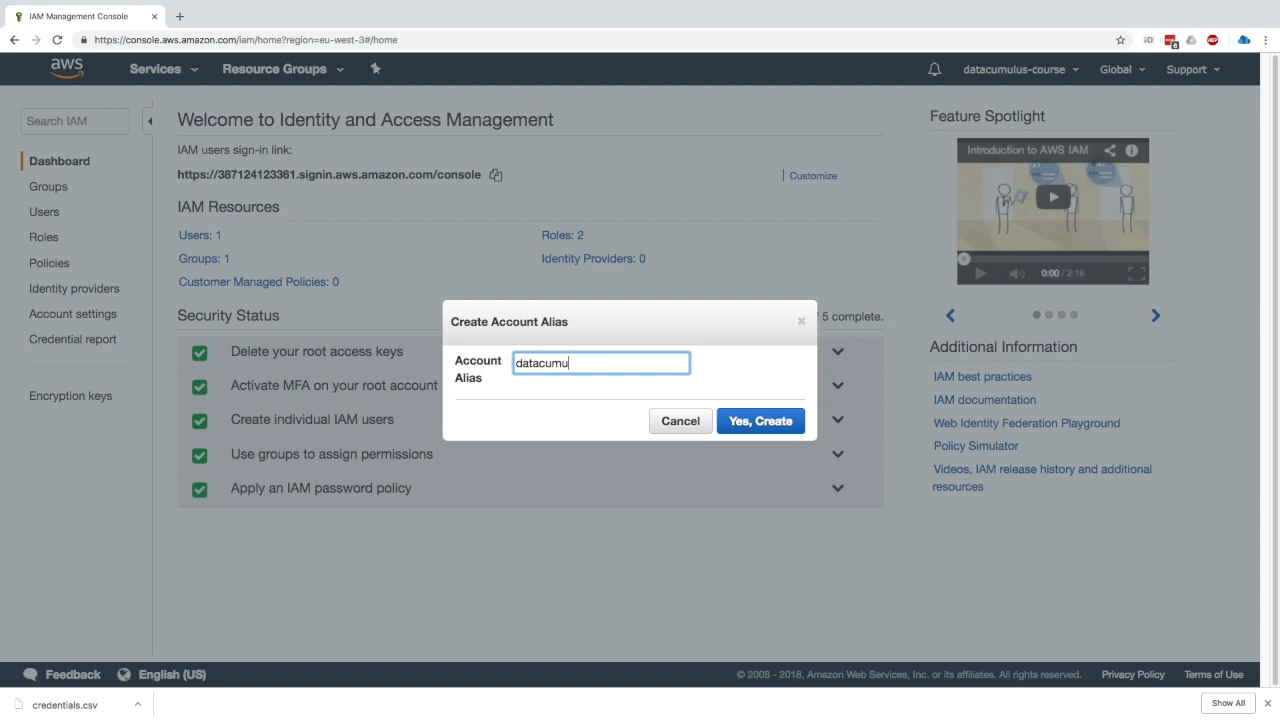 IAM Management Console
https://console.aws.amazon.com/iam/home?region=eu-west-3#/home
iD
6
ABP
aws
Services
Resource Groups
datacumulus-course
Global
Support
Search IAM
Dashboard
Groups
Users
Roles
Policies
Identity providers
Account settings
Credential report
Encryption keys
Welcome to Identity and Access Management
IAM users sign-in link:
https://387124123361.signin.aws.amazon.com/console
Customize
IAM Resources
Users: 1
Roles: 2
Groups: 1
Identity Providers: 0
Customer Managed Policies: 0
Security Status
5 complete.
Delete your root access keys
Activate MFA on your root account
Create individual IAM users
Use groups to assign permissions
Apply an IAM password policy
Create Account Alias
Account
Alias
datacumu
Cancel
Yes, Create
Feature Spotlight
Introduction to AWS IAM
0:00 / 2:16
Additional Information
IAM best practices
IAM documentation
Web Identity Federation Playground
Policy Simulator
Videos, IAM release history and additional
resources
Feedback
English (US)
© 2008 - 2018, Amazon Web Services, Inc. or its affiliates. All rights reserved.
Privacy Policy
Terms of Use
credentials.csv
Show All